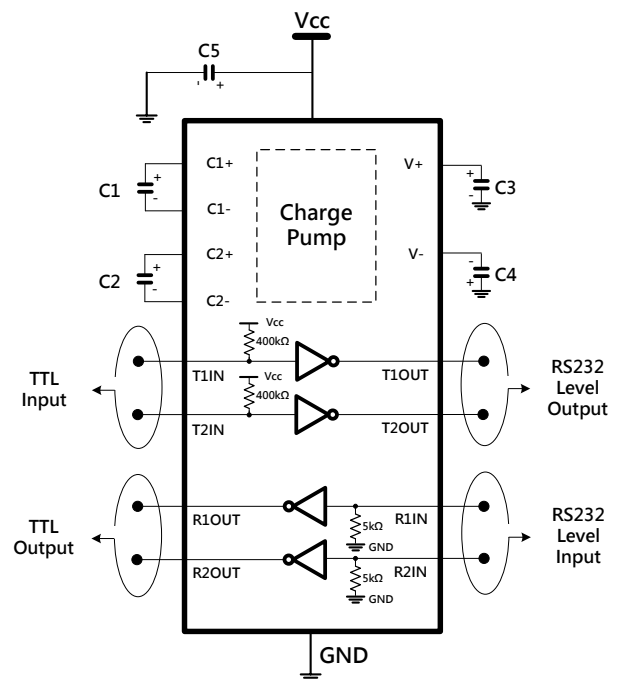 Vcc
C5
- +
C1+
C1
+
-
C1-
Charge
Pump
V+
+
-
C3
C2+
C2
+
-
C2-
V-
-
+
C4
Vcc
400kΩ
T1IN
T1OUT
Vcc
400kΩ
T2IN
T2OUT
TTL
Input
RS232
Level
Output
R1OUT
R1IN
5kΩ
GND
R2OUT
R2IN
5kΩ
GND
TTL
Output
RS232
Level
Input
GND